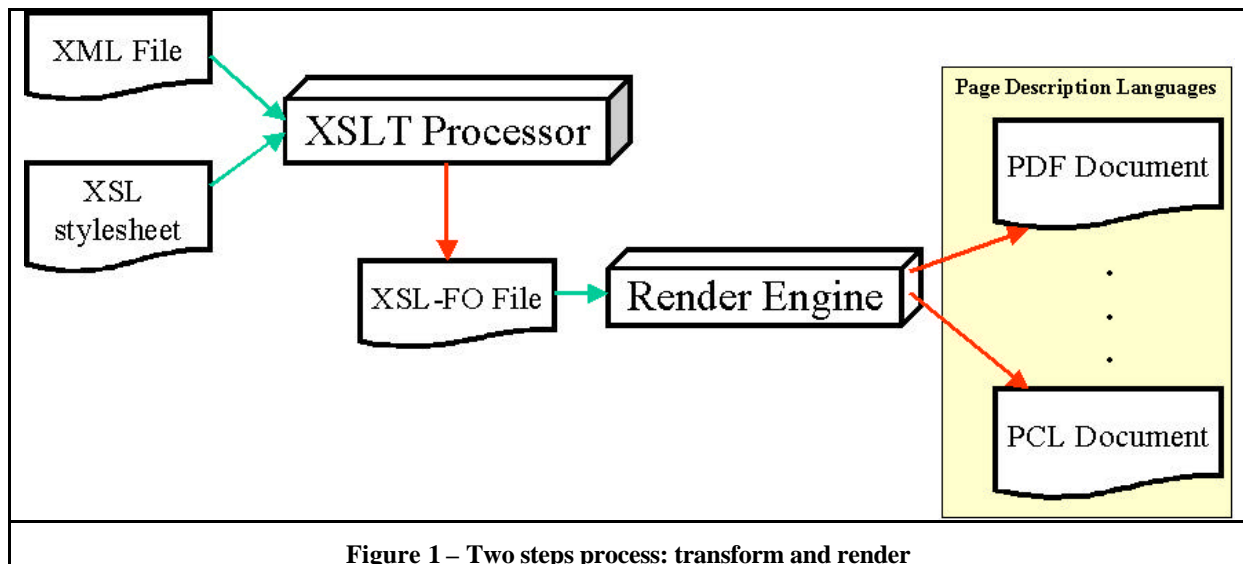 XML File
XSLT Processor
XSL
stylesheet
XSL-FO File
Render Engine
Page Description Languages
PDF Document
PCL Document
Figure 1 – Two steps process: transform and render